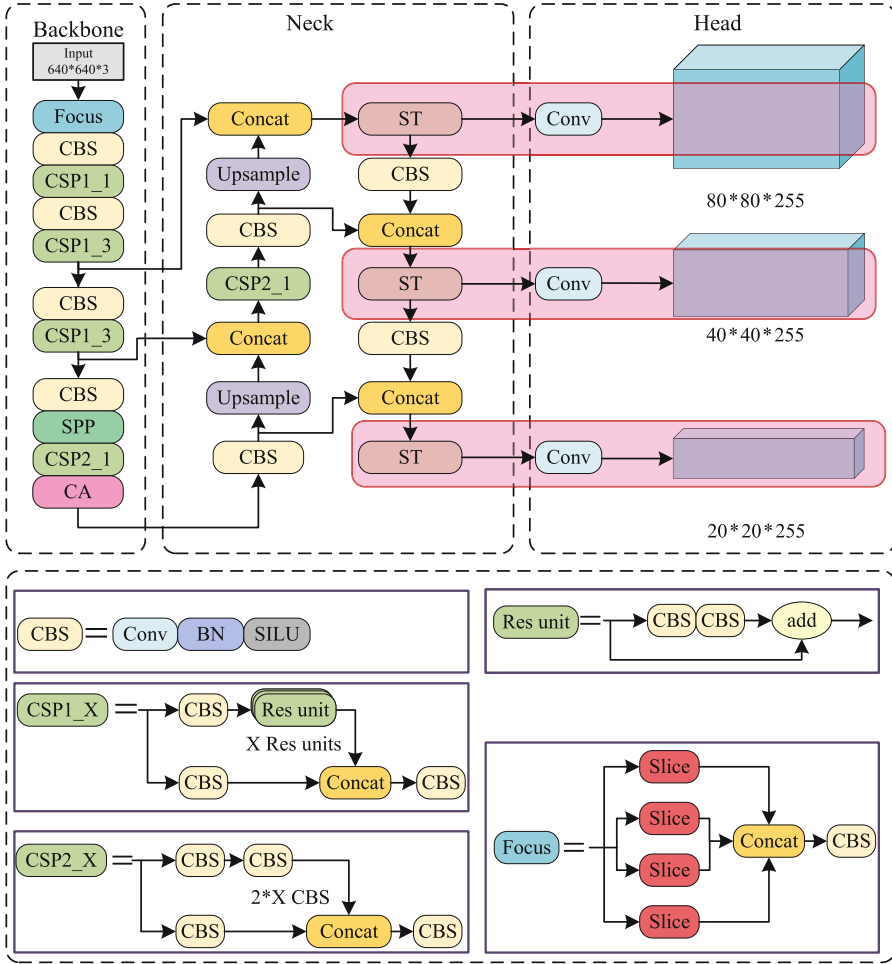 Backbone
Neck
Head
Input
640*640*3
Focus
CBS
CSP1_1
CBS
CSP1_3
CBS
CSP1_3
CBS
SPP
CSP2_1
CA
Concat
Upsample
CBS
CSP2_1
Concat
Upsample
CBS
ST
CBS
Concat
ST
CBS
Concat
ST
Conv
Conv
Conv
80*80*255
40*40*255
20*20*255
CBS = Conv BN SILU
CSP1_X = CBS Res unit
X Res units
CBS Concat CBS
CSP2_X = CBS CBS
2*X CBS
CBS Concat CBS
Res unit = CBS CBS add
Slice
Slice
Focus = Concat CBS
Slice
Slice